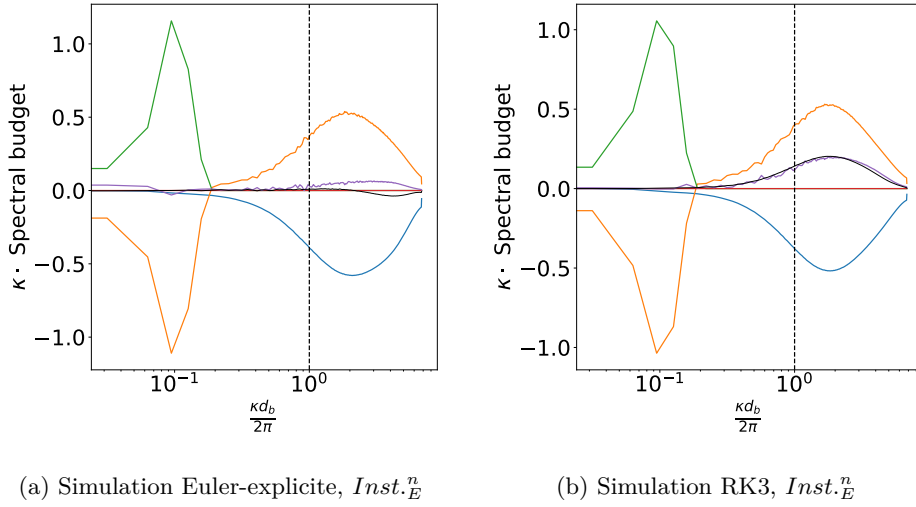 1.0
0.5
0.0
−0.5
−1.0
κ· Spectral budget
10⁻¹ 10⁰
κd_b
2π
1.0
0.5
0.0
−0.5
−1.0
κ· Spectral budget
10⁻¹ 10⁰
κd_b
2π
(a) Simulation Euler-explicite, Inst.ⁿ_E
(b) Simulation RK3, Inst.ⁿ_E